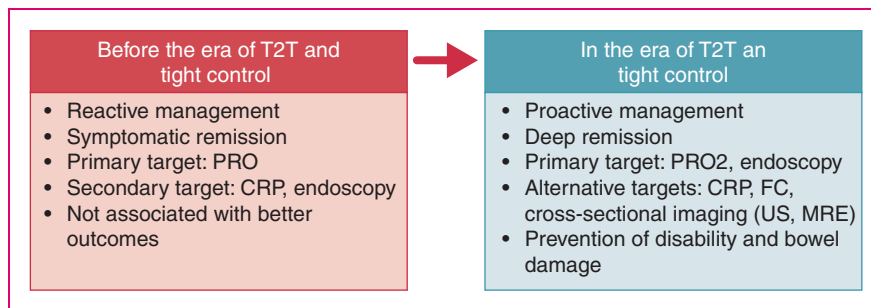 Before the era of T2T and
tight control
• Reactive management
• Symptomatic remission
• Primary target: PRO
• Secondary target: CRP, endoscopy
• Not associated with better
outcomes
In the era of T2T an
tight control
• Proactive management
• Deep remission
• Primary target: PRO2, endoscopy
• Alternative targets: CRP, FC,
cross-sectional imaging (US, MRE)
• Prevention of disability and bowel
damage